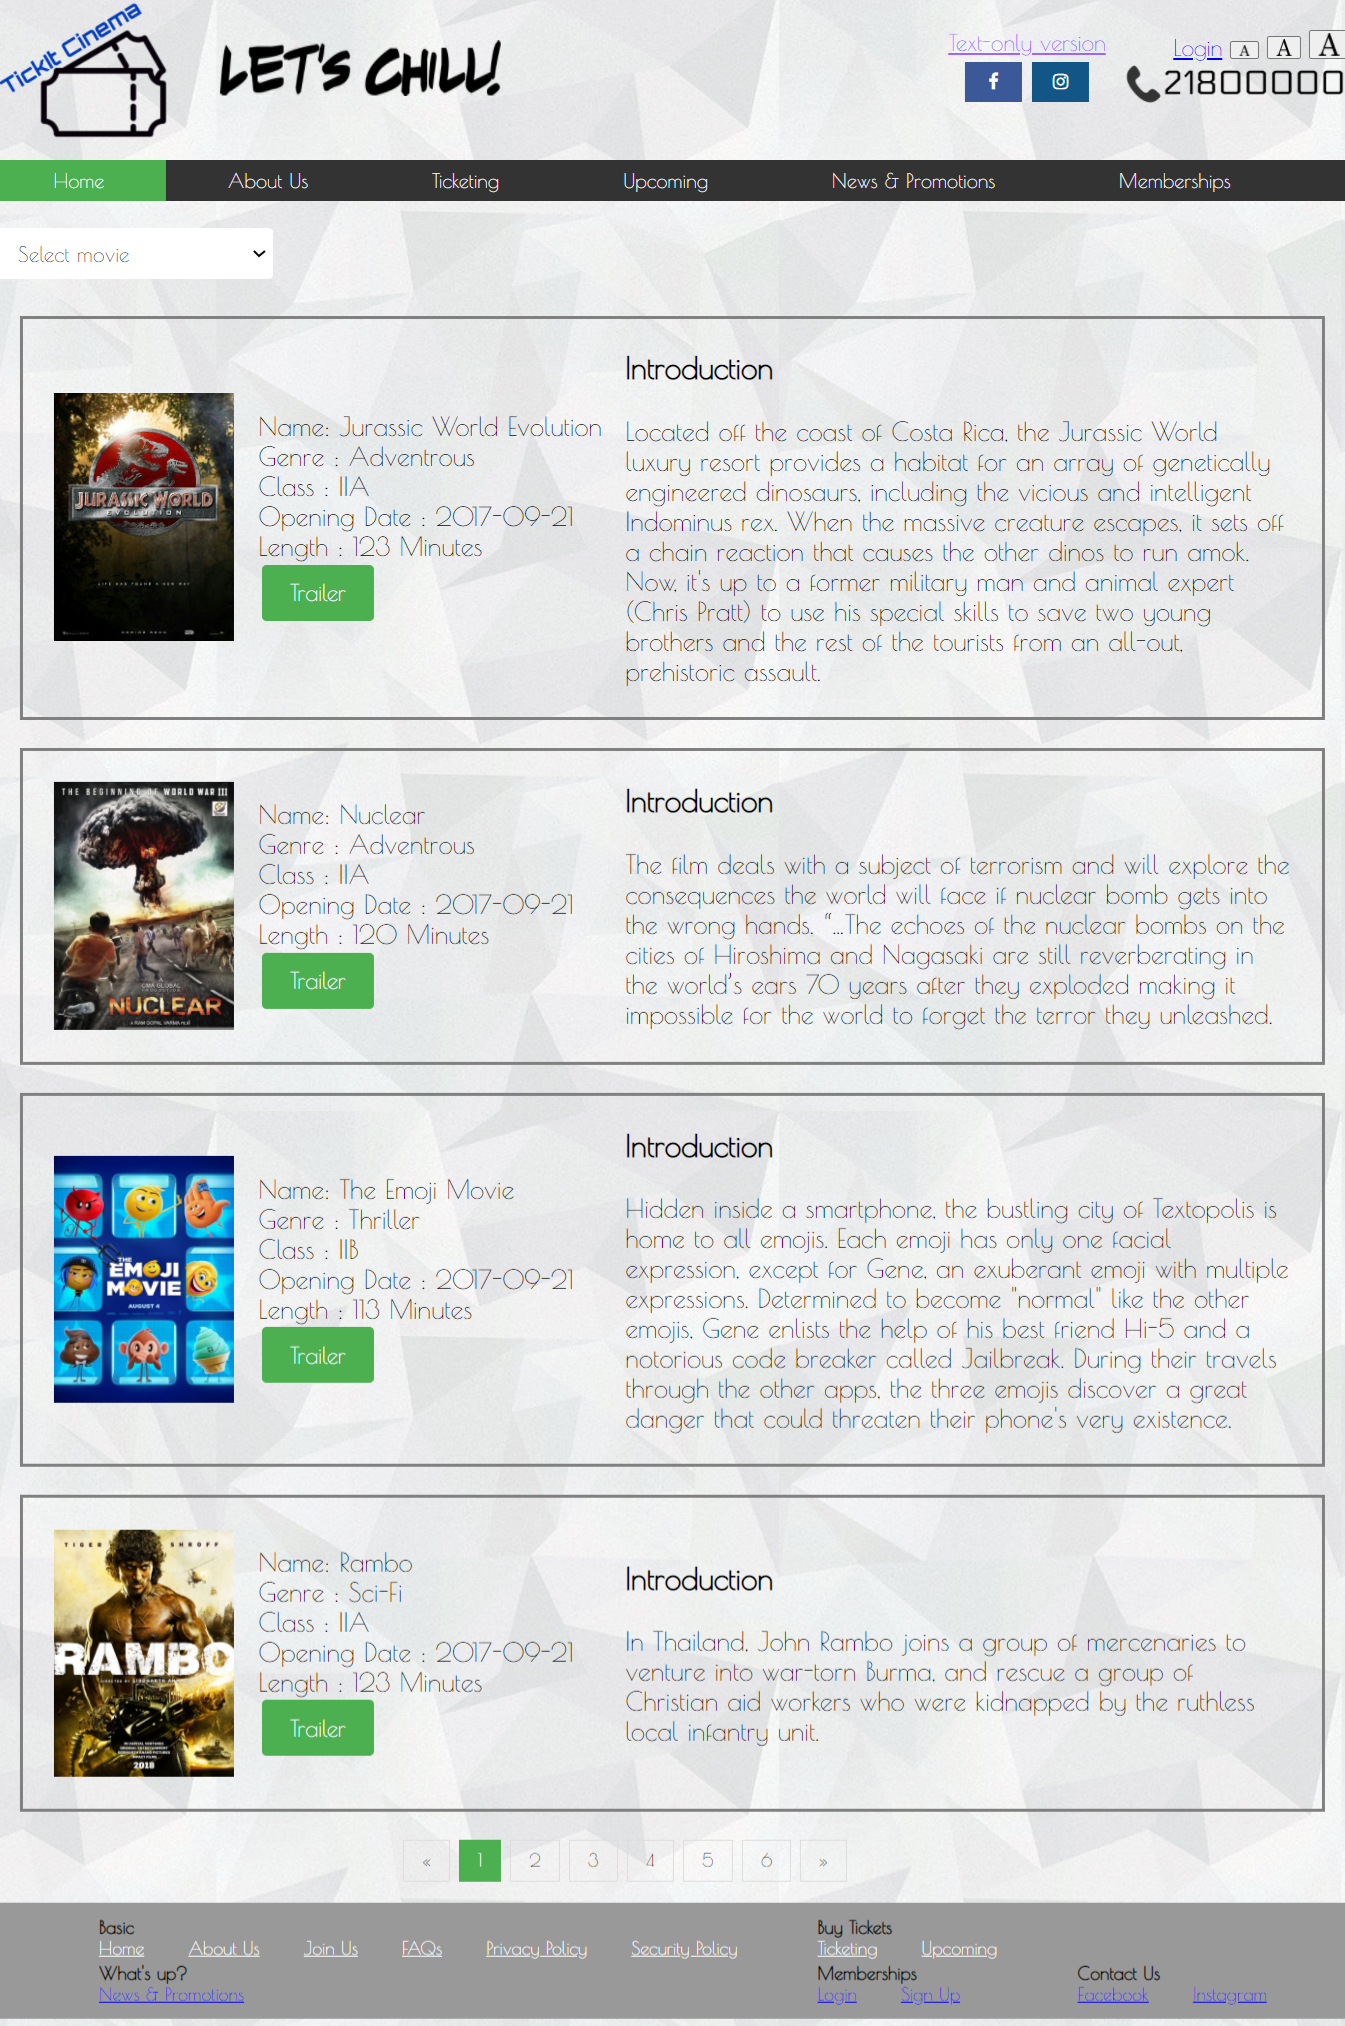 TickIt Cinema
LET'S CHILL!
Text-only version
Login A A A
21800000
Home About Us Ticketing Upcoming News & Promotions Memberships
Select movie
JURASSIC WORLD
EVOLUTION
Name: Jurassic World Evolution
Genre : Adventrous
Class : IIA
Opening Date : 2017-09-21
Length : 123 Minutes
Trailer
Introduction
Located off the coast of Costa Rica, the Jurassic World
luxury resort provides a habitat for an array of genetically
engineered dinosaurs, including the vicious and intelligent
Indominus rex. When the massive creature escapes, it sets off
a chain reaction that causes the other dinos to run amok.
Now, it's up to a former military man and animal expert
(Chris Pratt) to use his special skills to save two young
brothers and the rest of the tourists from an all-out,
prehistoric assault.
THE BEGINNING OF WORLD WAR III
CMA GLOBAL
NUCLEAR
A RAM GOPAL VARMA FILM
Name: Nuclear
Genre : Adventrous
Class : IIA
Opening Date : 2017-09-21
Length : 120 Minutes
Trailer
Introduction
The film deals with a subject of terrorism and will explore the
consequences the world will face if nuclear bomb gets into
the wrong hands. “...The echoes of the nuclear bombs on the
cities of Hiroshima and Nagasaki are still reverberating in
the world’s ears 70 years after they exploded making it
impossible for the world to forget the terror they unleashed.
THE
EMOJI
MOVIE
AUGUST 4
Name: The Emoji Movie
Genre : Thriller
Class : IIB
Opening Date : 2017-09-21
Length : 113 Minutes
Trailer
Introduction
Hidden inside a smartphone, the bustling city of Textopolis is
home to all emojis. Each emoji has only one facial
expression, except for Gene, an exuberant emoji with multiple
expressions. Determined to become "normal" like the other
emojis, Gene enlists the help of his best friend Hi-5 and a
notorious code breaker called Jailbreak. During their travels
through the other apps, the three emojis discover a great
danger that could threaten their phone's very existence.
TIGER SHROFF
RAMBO
2018
Name: Rambo
Genre : Sci-Fi
Class : IIA
Opening Date : 2017-09-21
Length : 123 Minutes
Trailer
Introduction
In Thailand, John Rambo joins a group of mercenaries to
venture into war-torn Burma, and rescue a group of
Christian aid workers who were kidnapped by the ruthless
local infantry unit.
« 1 2 3 4 5 6 »
Basic
Home About Us Join Us FAQs Privacy Policy Security Policy
Buy Tickets
Ticketing Upcoming
What's up?
News & Promotions
Memberships
Login Sign Up
Contact Us
Facebook Instagram